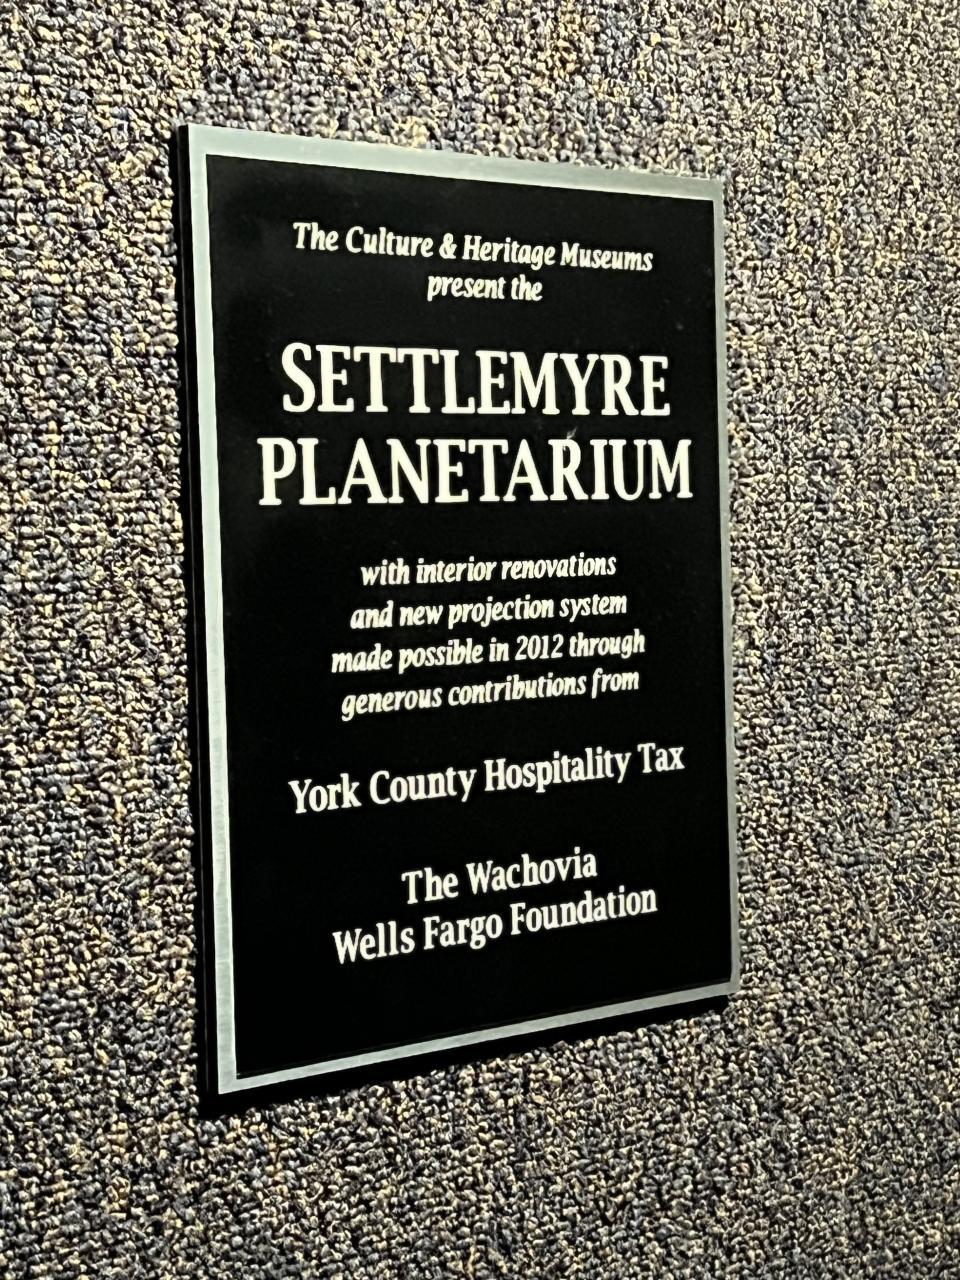 The Culture & Heritage Museums
present the
SETTLEMYRE
PLANETARIUM
with interior renovations
and new projection system
made possible in 2012 through
generous contributions from
York County Hospitality Tax
The Wachovia
Wells Fargo Foundation